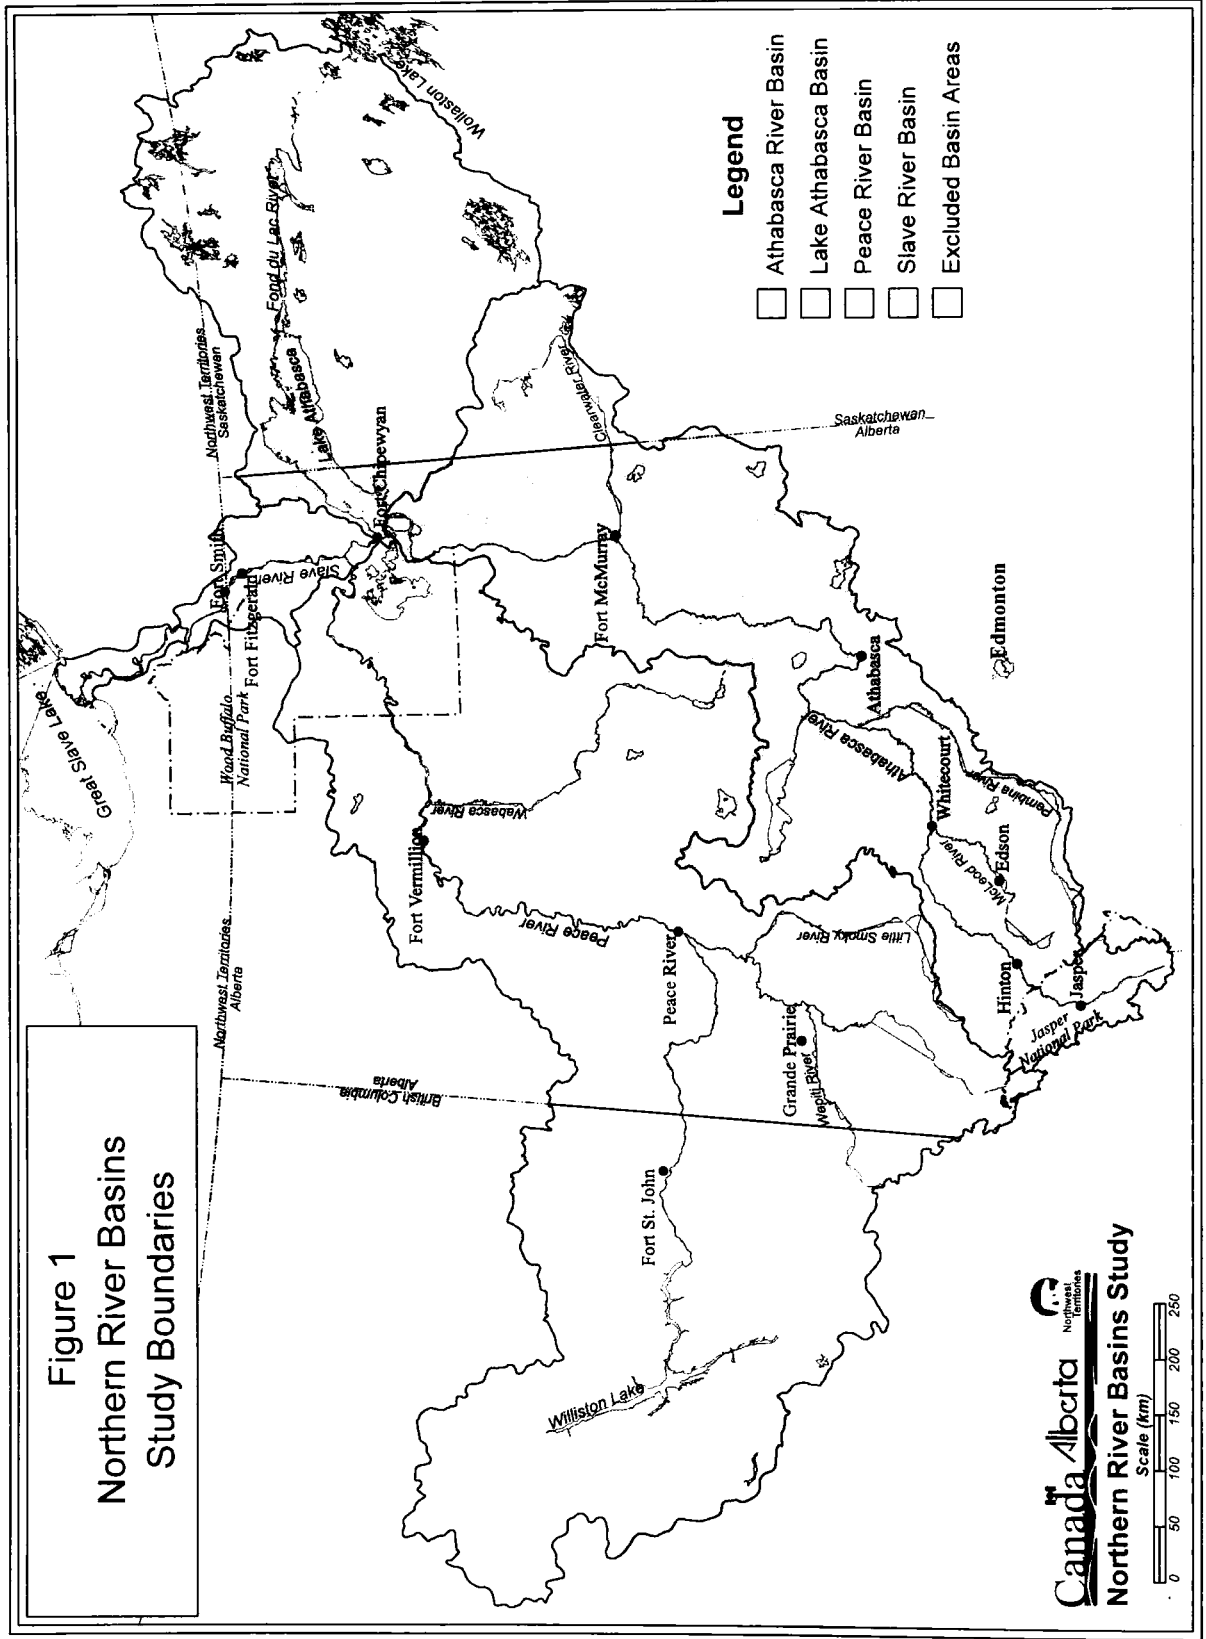 Figure 1
Northern River Basins
Study Boundaries
Great Slave Lake
Northwest Territories
Alberta
Northwest Territories
Saskatchewan
British Columbia
Alberta
Saskatchewan
Alberta
Wood Buffalo
National Park
Fort Smith
Fort Fitzgerald
Slave River
Fort Chipewyan
Lake Athabasca
Fond du Lac River
Wollaston Lake
Fort Vermillion
Wabasca River
Peace River
Peace River
Fort McMurray
Clearwater River
Williston Lake
Fort St. John
Grande Prairie
Wapiti River
Little Smoky River
Athabasca River
Athabasca
Whitecourt
McLeod River
Edson
Pembina River
Edmonton
Hinton
Jasper
Jasper
National Park
Legend
Athabasca River Basin
Lake Athabasca Basin
Peace River Basin
Slave River Basin
Excluded Basin Areas
Canada
Alberta
Northwest
Territories
Northern River Basins Study
Scale (km)
0 50 100 150 200 250